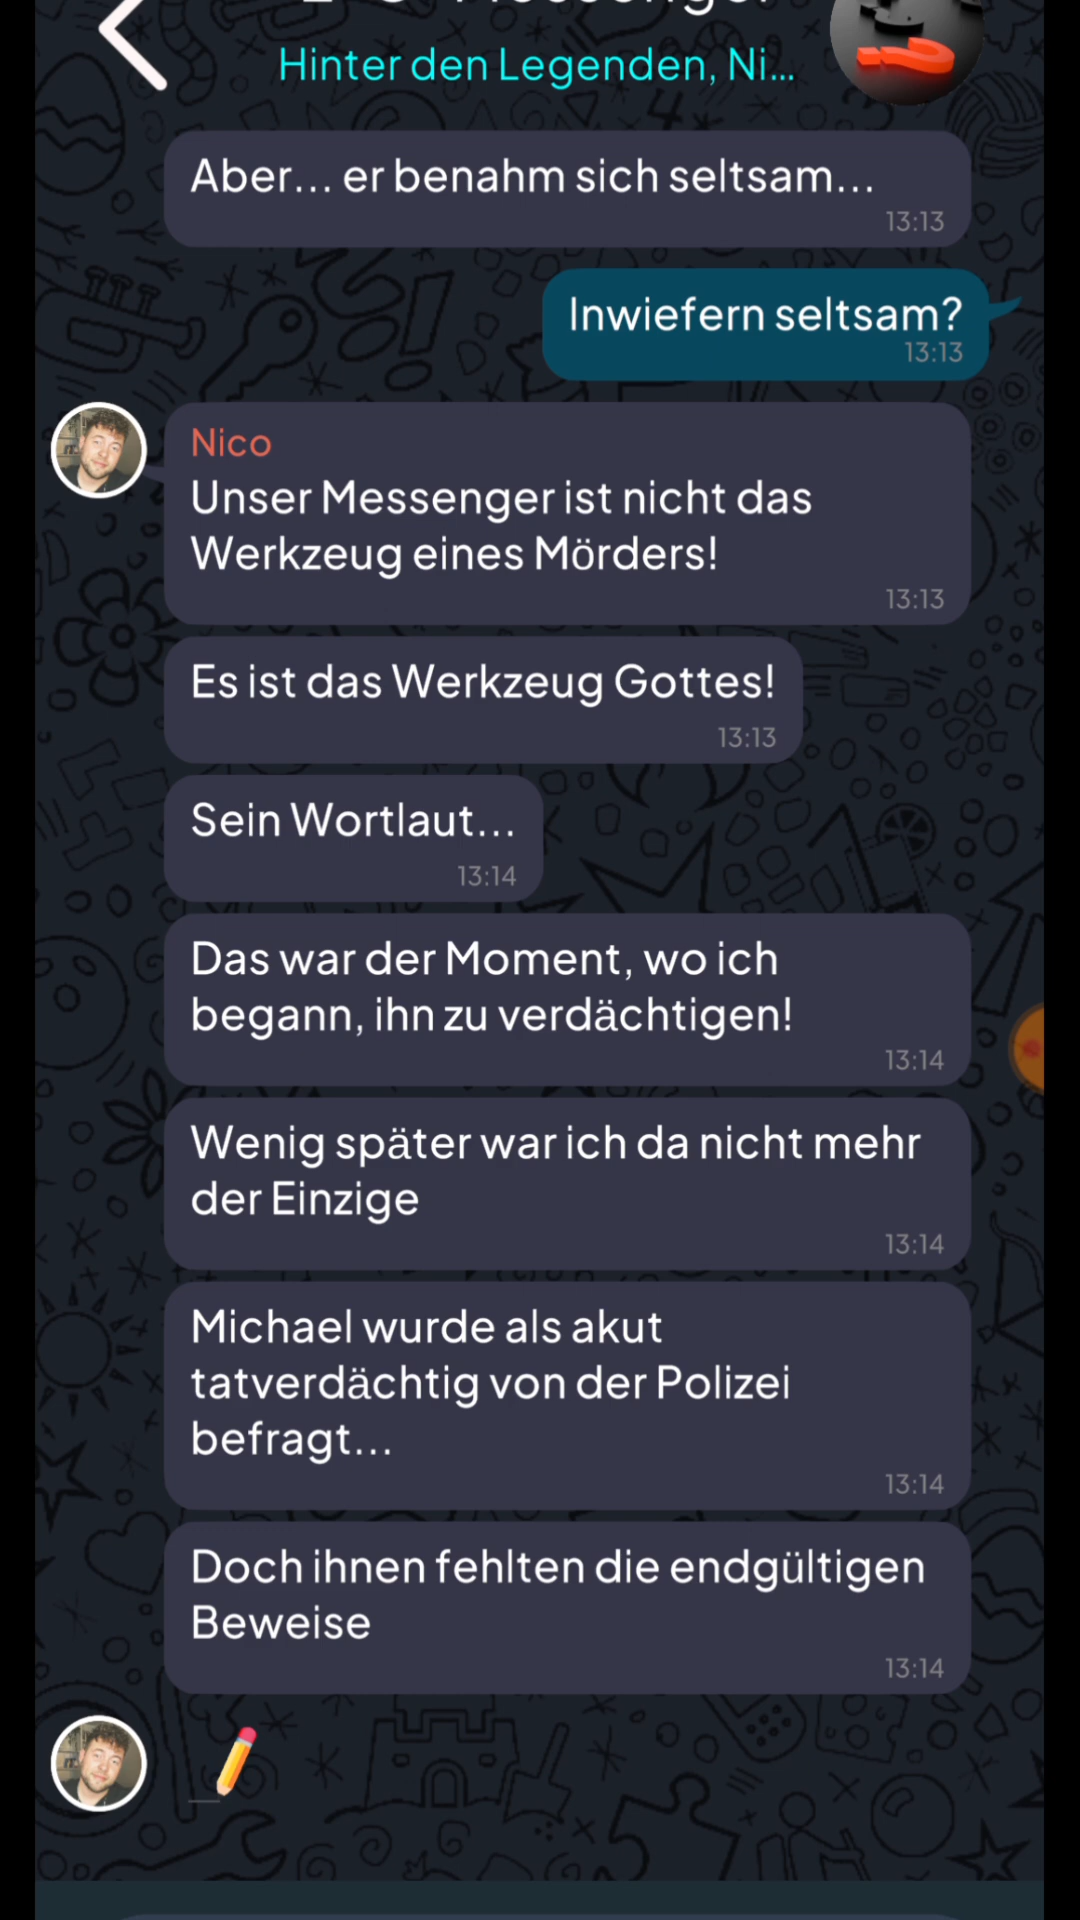 Hinter den Legenden, Ni...
Aber... er benahm sich seltsam...
13:13
Inwiefern seltsam?
13:13
Nico
Unser Messenger ist nicht das
Werkzeug eines Mörders!
13:13
Es ist das Werkzeug Gottes!
13:13
Sein Wortlaut...
13:14
Das war der Moment, wo ich
begann, ihn zu verdächtigen!
13:14
Wenig später war ich da nicht mehr
der Einzige
13:14
Michael wurde als akut
tatverdächtig von der Polizei
befragt...
13:14
Doch ihnen fehlten die endgültigen
Beweise
13:14